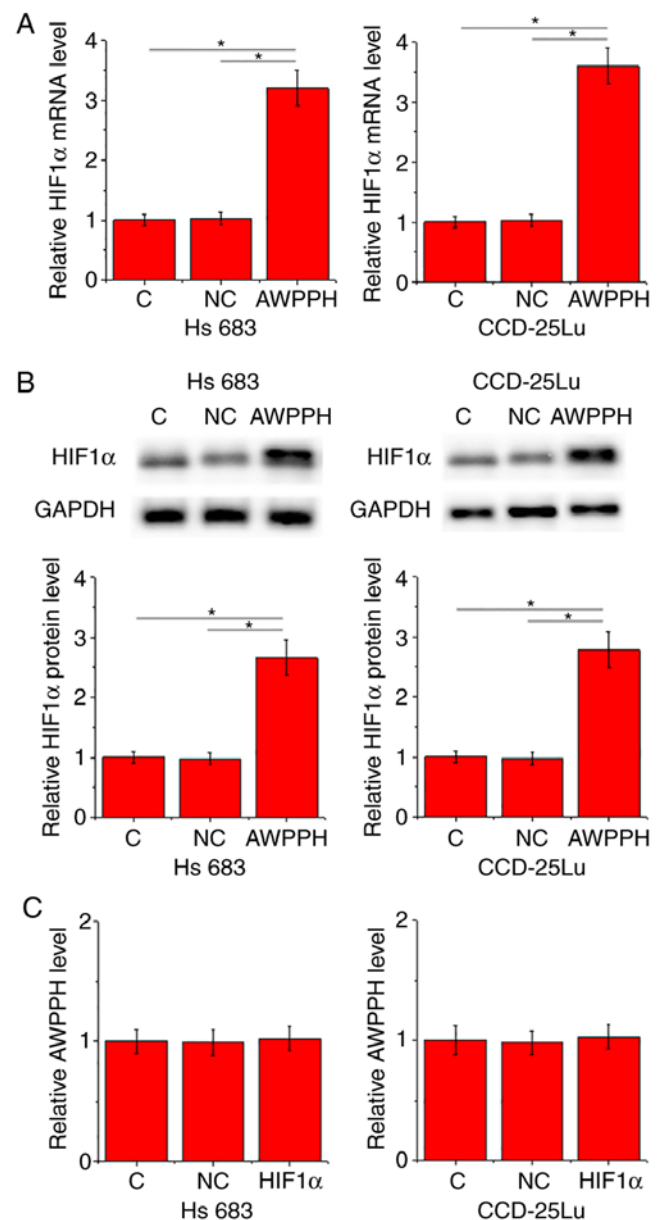 A
Relative HIF1α mRNA level
4
3
2
1
0
*
*
C NC AWPPH
Hs 683
Relative HIF1α mRNA level
4
3
2
1
0
*
*
C NC AWPPH
CCD-25Lu
B
Hs 683
C NC AWPPH
HIF1α
GAPDH
CCD-25Lu
C NC AWPPH
HIF1α
GAPDH
Relative HIF1α protein level
4
3
2
1
0
*
*
C NC AWPPH
Hs 683
Relative HIF1α protein level
4
3
2
1
0
*
*
C NC AWPPH
CCD-25Lu
C
Relative AWPPH level
2
1
0
C NC HIF1α
Hs 683
Relative AWPPH level
2
1
0
C NC HIF1α
CCD-25Lu